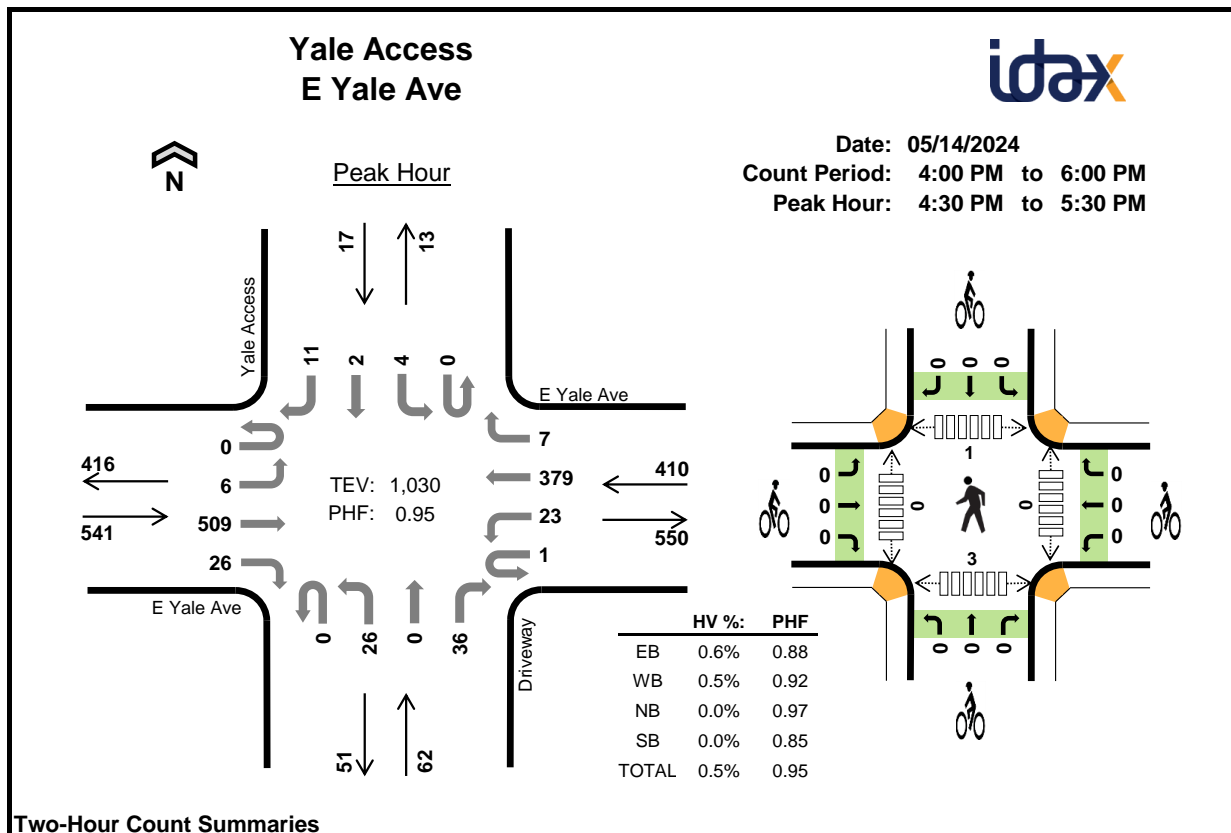 Yale Access
E Yale Ave
idax
Date: 05/14/2024
Count Period: 4:00 PM to 6:00 PM
Peak Hour: 4:30 PM to 5:30 PM
N
Peak Hour
17
13
Yale Access
11
2
4
0
E Yale Ave
0
6
509
26
416
541
TEV: 1,030
PHF: 0.95
7
379
23
1
410
550
E Yale Ave
0
26
0
36
Driveway
51
62
HV %: PHF
EB 0.6% 0.88
WB 0.5% 0.92
NB 0.0% 0.97
SB 0.0% 0.85
TOTAL 0.5% 0.95
0 0 0
1
0
0
0
0
0
0
0
0
3
0 0 0
Two-Hour Count Summaries